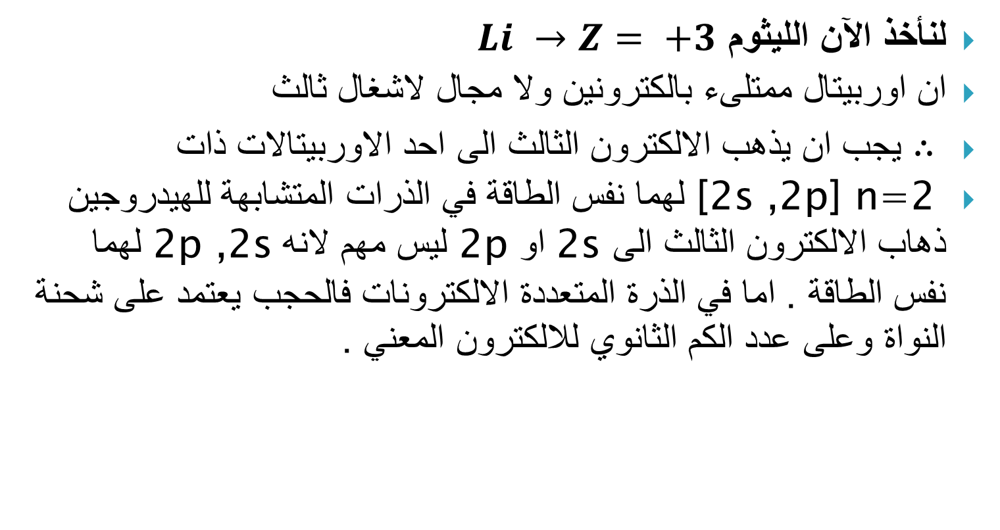 لنأخذ الآن الليثوم Li → Z = +3
ان اوربيتال ممتلىء بالكترونين ولا مجال لاشغال ثالث
∴ يجب ان يذهب الالكترون الثالث الى احد الاوربيتالات ذات
n=2 [2s ,2p] لهما نفس الطاقة في الذرات المتشابهة للهيدروجين
ذهاب الالكترون الثالث الى 2s او 2p ليس مهم لانه 2s, 2p لهما
نفس الطاقة . اما في الذرة المتعددة الالكترونات فالحجب يعتمد على شحنة
النواة وعلى عدد الكم الثانوي للالكترون المعني .